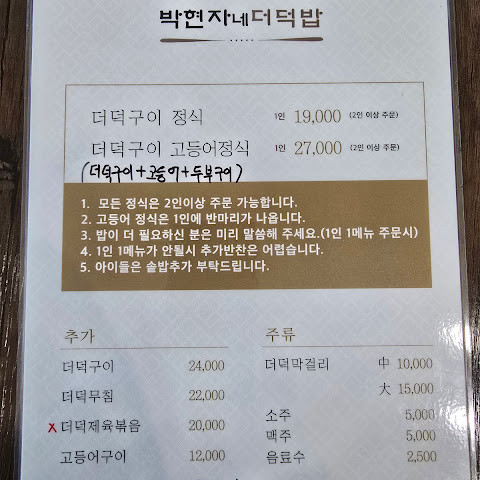 박현자네더덕밥
더덕구이 정식 1인 19,000 (2인 이상 주문)
더덕구이 고등어정식 1인 27,000 (2인 이상 주문)
(더덕구이+고등어+두부구이)
1. 모든 정식은 2인이상 주문 가능합니다.
2. 고등어 정식은 1인에 반마리가 나옵니다.
3. 밥이 더 필요하신 분은 미리 말씀해 주세요.(1인 1메뉴 주문시)
4. 1인 1메뉴가 안될시 추가반찬은 어렵습니다.
5. 아이들은 솥밥추가 부탁드립니다.
추가
더덕구이 24,000
더덕무침 22,000
x 더덕제육볶음 20,000
고등어구이 12,000
주류
더덕막걸리 中 10,000
大 15,000
소주 5,000
맥주 5,000
음료수 2,500